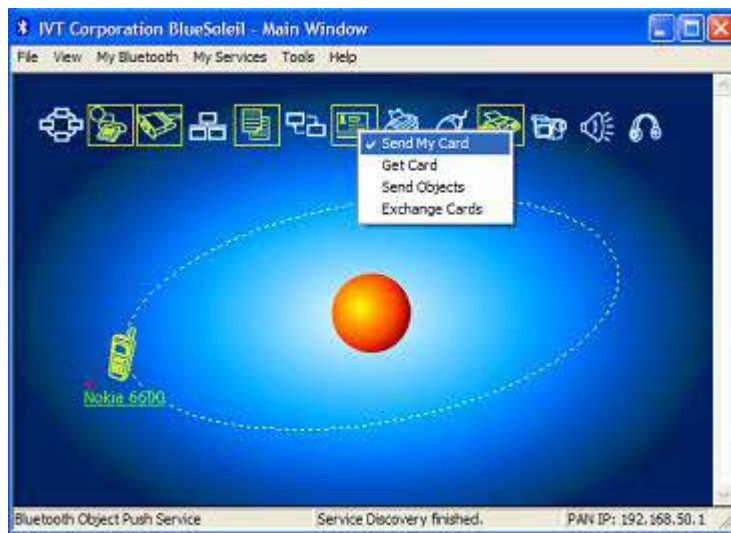 IVT Corporation BlueSoleil - Main Window
File View My Bluetooth My Services Tools Help
Send My Card
Get Card
Send Objects
Exchange Cards
Nokia 6600
Bluetooth Object Push Service Service Discovery finished. PAN IP: 192.168.50.1